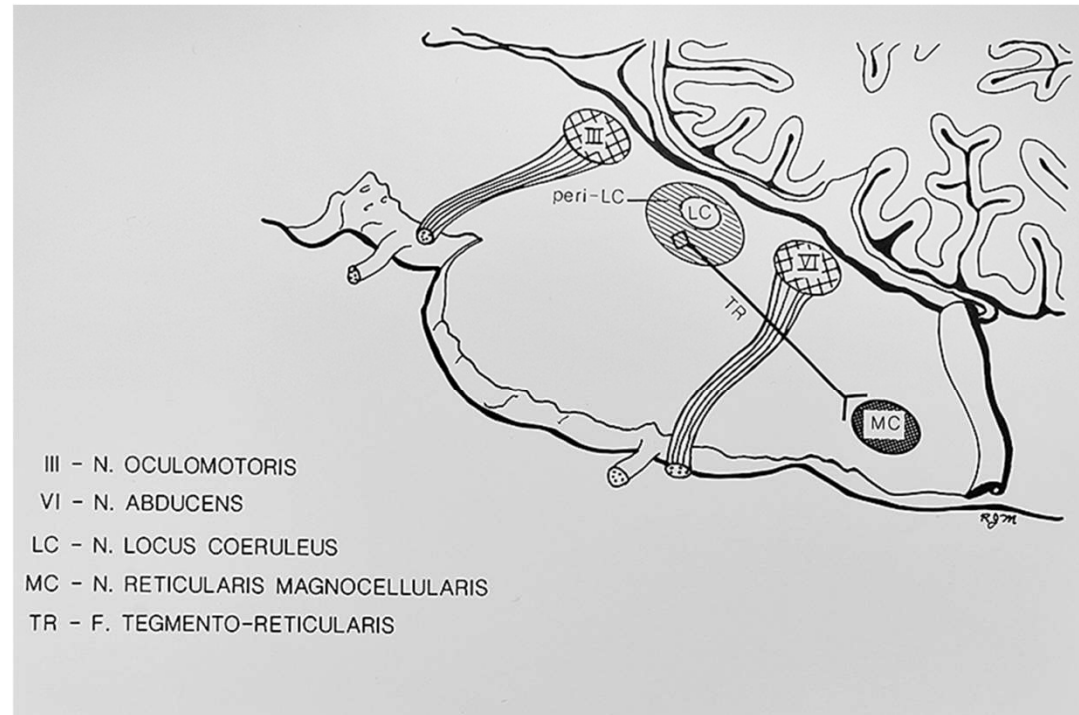 III
peri-LC
LC
VI
TR
MC
RJM
III - N. OCULOMOTORIS
VI - N. ABDUCENS
LC - N. LOCUS COERULEUS
MC - N. RETICULARIS MAGNOCELLULARIS
TR - F. TEGMENTO-RETICULARIS